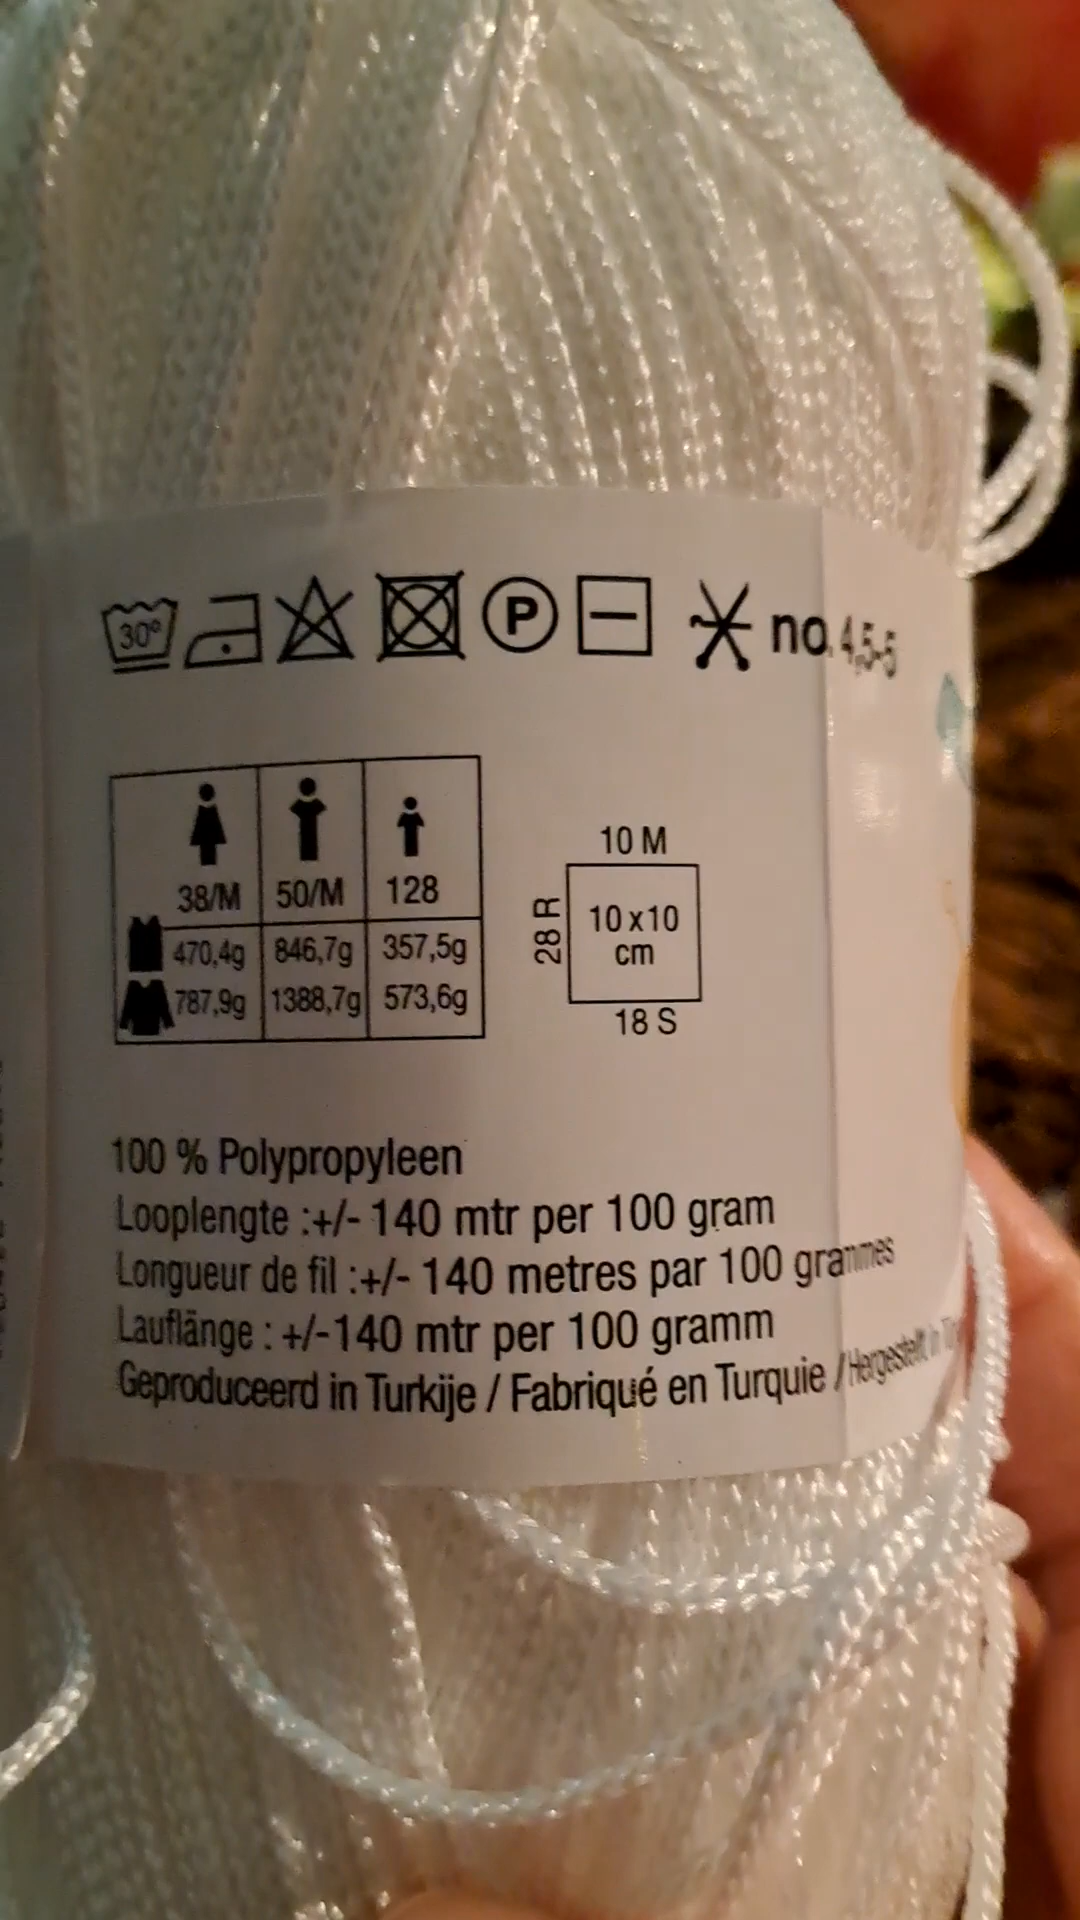 30°
P
no. 4,5-5
38/M 50/M 128
470,4g 846,7g 357,5g
787,9g 1388,7g 573,6g
10 M
28 R
10 x 10
cm
18 S
100 % Polypropyleen
Looplengte :+/- 140 mtr per 100 gram
Longueur de fil :+/- 140 metres par 100 grammes
Lauflänge : +/-140 mtr per 100 gramm
Geproduceerd in Turkije / Fabriqué en Turquie / Hergestellt in